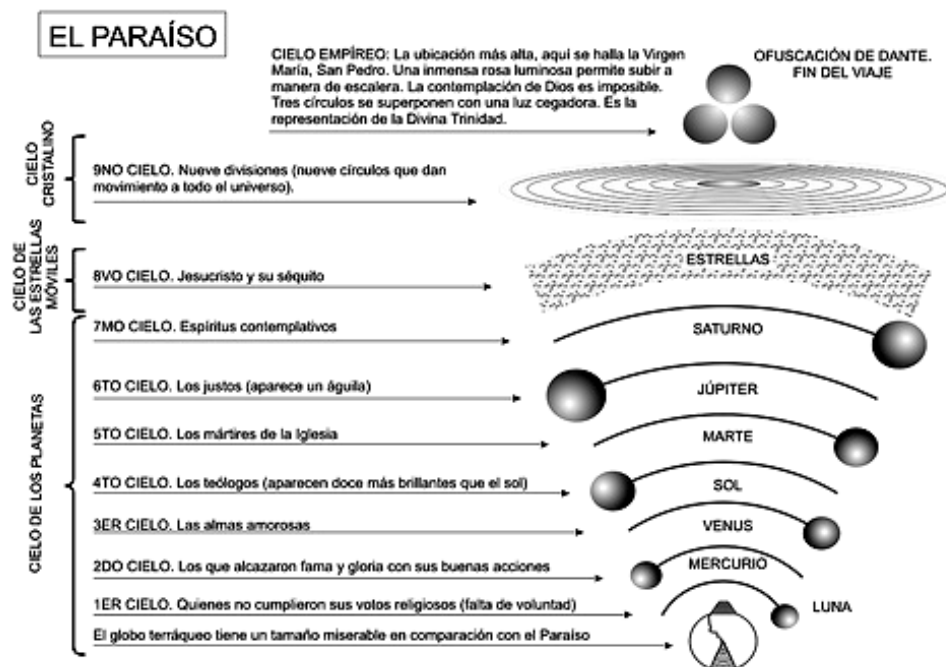 EL PARAÍSO
CIELO EMPÍREO: La ubicación más alta, aquí se halla la Virgen
María, San Pedro. Una inmensa rosa luminosa permite subir a
manera de escalera. La contemplación de Dios es imposible.
Tres círculos se superponen con una luz cegadora. Es la
representación de la Divina Trinidad.
OFUSCACIÓN DE DANTE.
FIN DEL VIAJE
CIELO
CRISTALINO
9NO CIELO. Nueve divisiones (nueve círculos que dan
movimiento a todo el universo).
CIELO DE
LAS ESTRELLAS
MÓVILES
8VO CIELO. Jesucristo y su séquito
ESTRELLAS
CIELO DE LOS PLANETAS
7MO CIELO. Espíritus contemplativos
SATURNO
6TO CIELO. Los justos (aparece un águila)
JÚPITER
5TO CIELO. Los mártires de la Iglesia
MARTE
4TO CIELO. Los teólogos (aparecen doce más brillantes que el sol)
SOL
3ER CIELO. Las almas amorosas
VENUS
2DO CIELO. Los que alcazaron fama y gloria con sus buenas acciones
MERCURIO
1ER CIELO. Quienes no cumplieron sus votos religiosos (falta de voluntad)
LUNA
El globo terráqueo tiene un tamaño miserable en comparación con el Paraíso